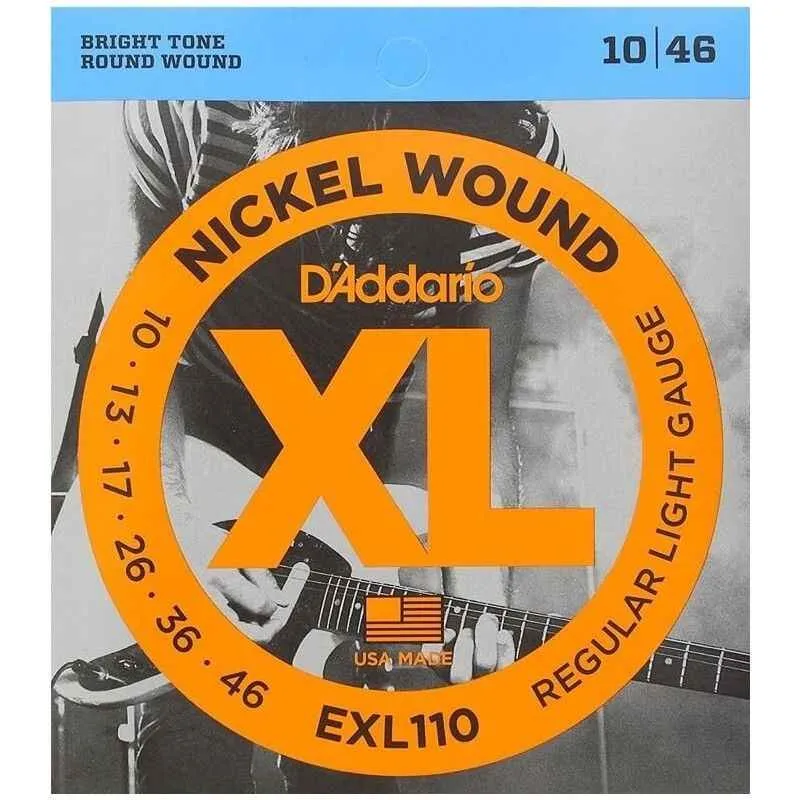 BRIGHT TONE
ROUND WOUND
10|46
NICKEL WOUND
D'Addario
XL
10 · 13 · 17 · 26 · 36 · 46
REGULAR LIGHT GAUGE
USA MADE
EXL110